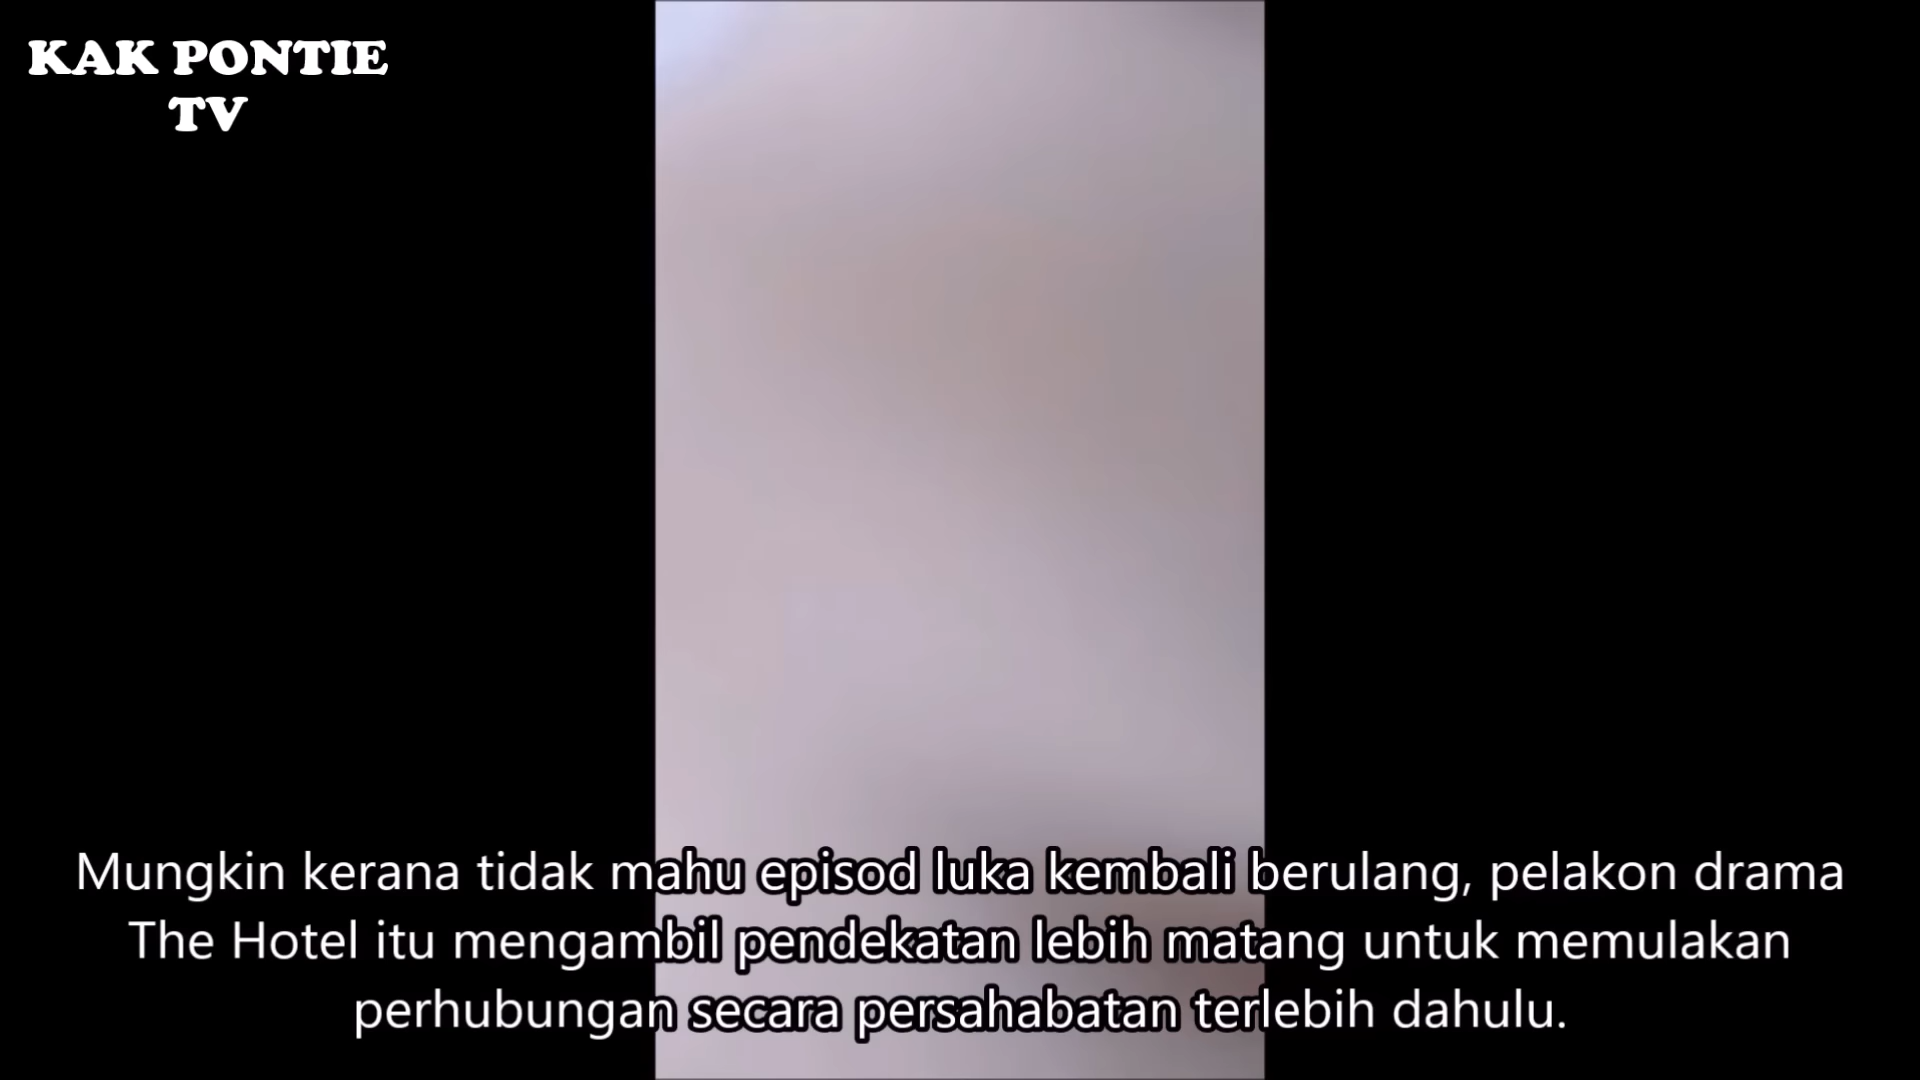 KAK PONTIE
TV
Mungkin kerana tidak mahu episod luka kembali berulang, pelakon drama
The Hotel itu mengambil pendekatan lebih matang untuk memulakan
perhubungan secara persahabatan terlebih dahulu.